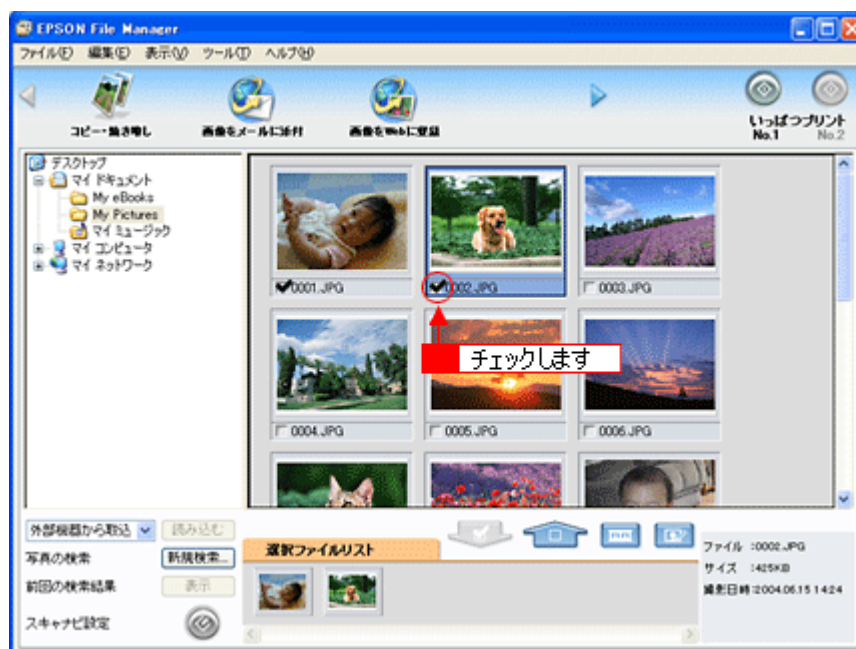 EPSON File Manager
ファイル(F) 編集(E) 表示(V) ツール(T) ヘルプ(H)
コピー・焼き増し
画像をメールに添付
画像をWebに登録
いっぱつプリント
No.1 No.2
デスクトップ
マイ ドキュメント
My eBooks
My Pictures
マイ ミュージック
マイ コンピュータ
マイ ネットワーク
0001.JPG
0002.JPG
0003.JPG
チェックします
0004.JPG
0005.JPG
0006.JPG
外部機器から取込 読み込む
写真の検索 新規検索...
前回の検索結果 表示
スキャナビ設定
選択ファイルリスト
ファイル :0002.JPG
サイズ :425KB
撮影日時:2004.06.15 14:24